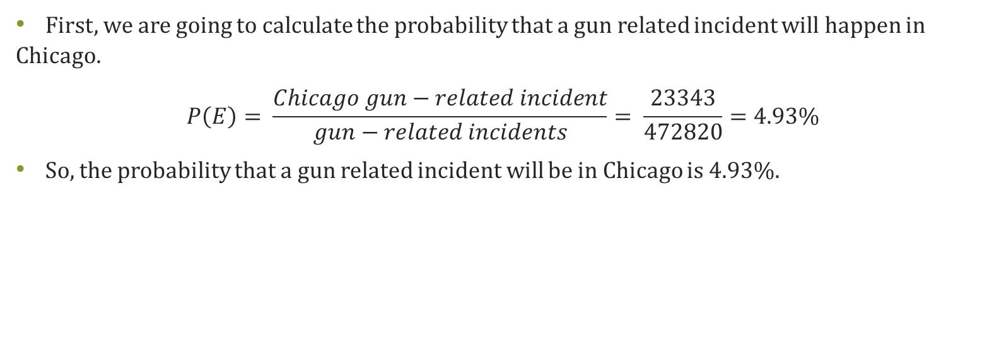 • First, we are going to calculate the probability that a gun related incident will happen in
Chicago.
P(E) = Chicago gun − related incident / gun − related incidents = 23343 / 472820 = 4.93%
• So, the probability that a gun related incident will be in Chicago is 4.93%.